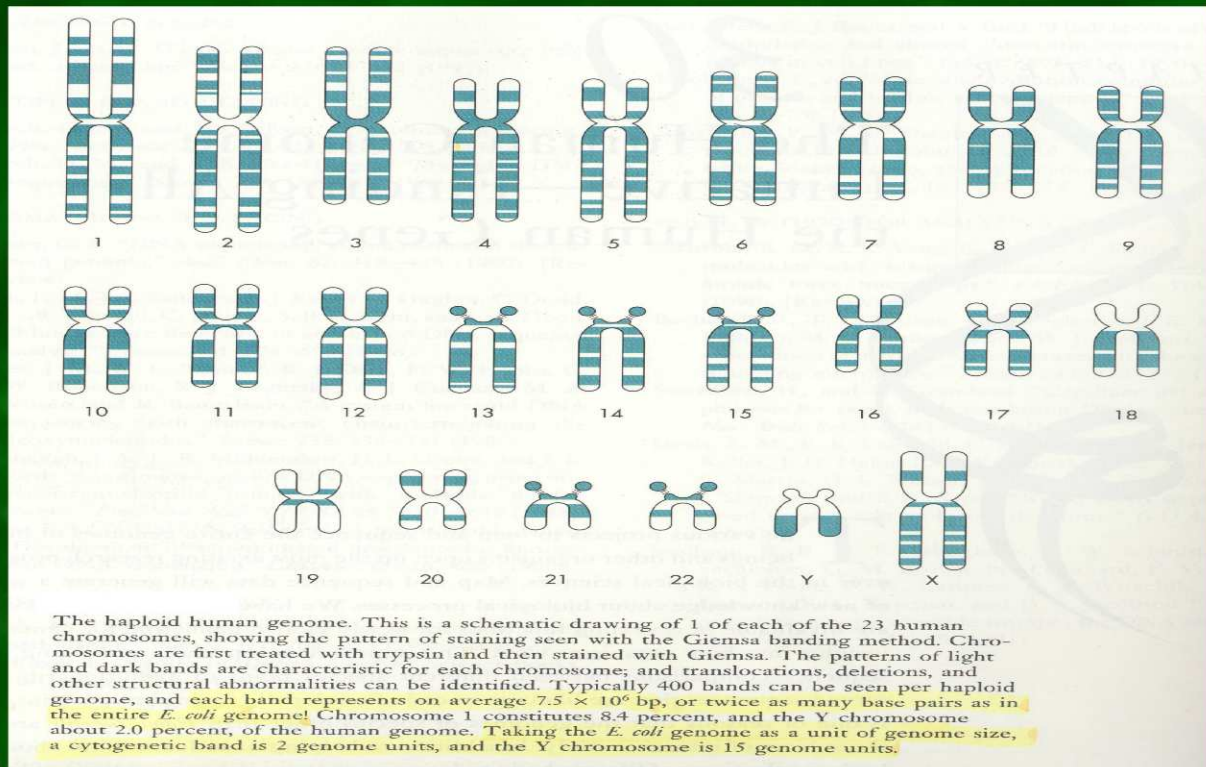 1 2 3 4 5 6 7 8 9
10 11 12 13 14 15 16 17 18
19 20 21 22 Y X
The haploid human genome. This is a schematic drawing of 1 of each of the 23 human
chromosomes, showing the pattern of staining seen with the Giemsa banding method. Chro-
mosomes are first treated with trypsin and then stained with Giemsa. The patterns of light
and dark bands are characteristic for each chromosome; and translocations, deletions, and
other structural abnormalities can be identified. Typically 400 bands can be seen per haploid
genome, and each band represents on average 7.5 × 10⁶ bp, or twice as many base pairs as in
the entire E. coli genome! Chromosome 1 constitutes 8.4 percent, and the Y chromosome
about 2.0 percent, of the human genome. Taking the E. coli genome as a unit of genome size,
a cytogenetic band is 2 genome units, and the Y chromosome is 15 genome units.